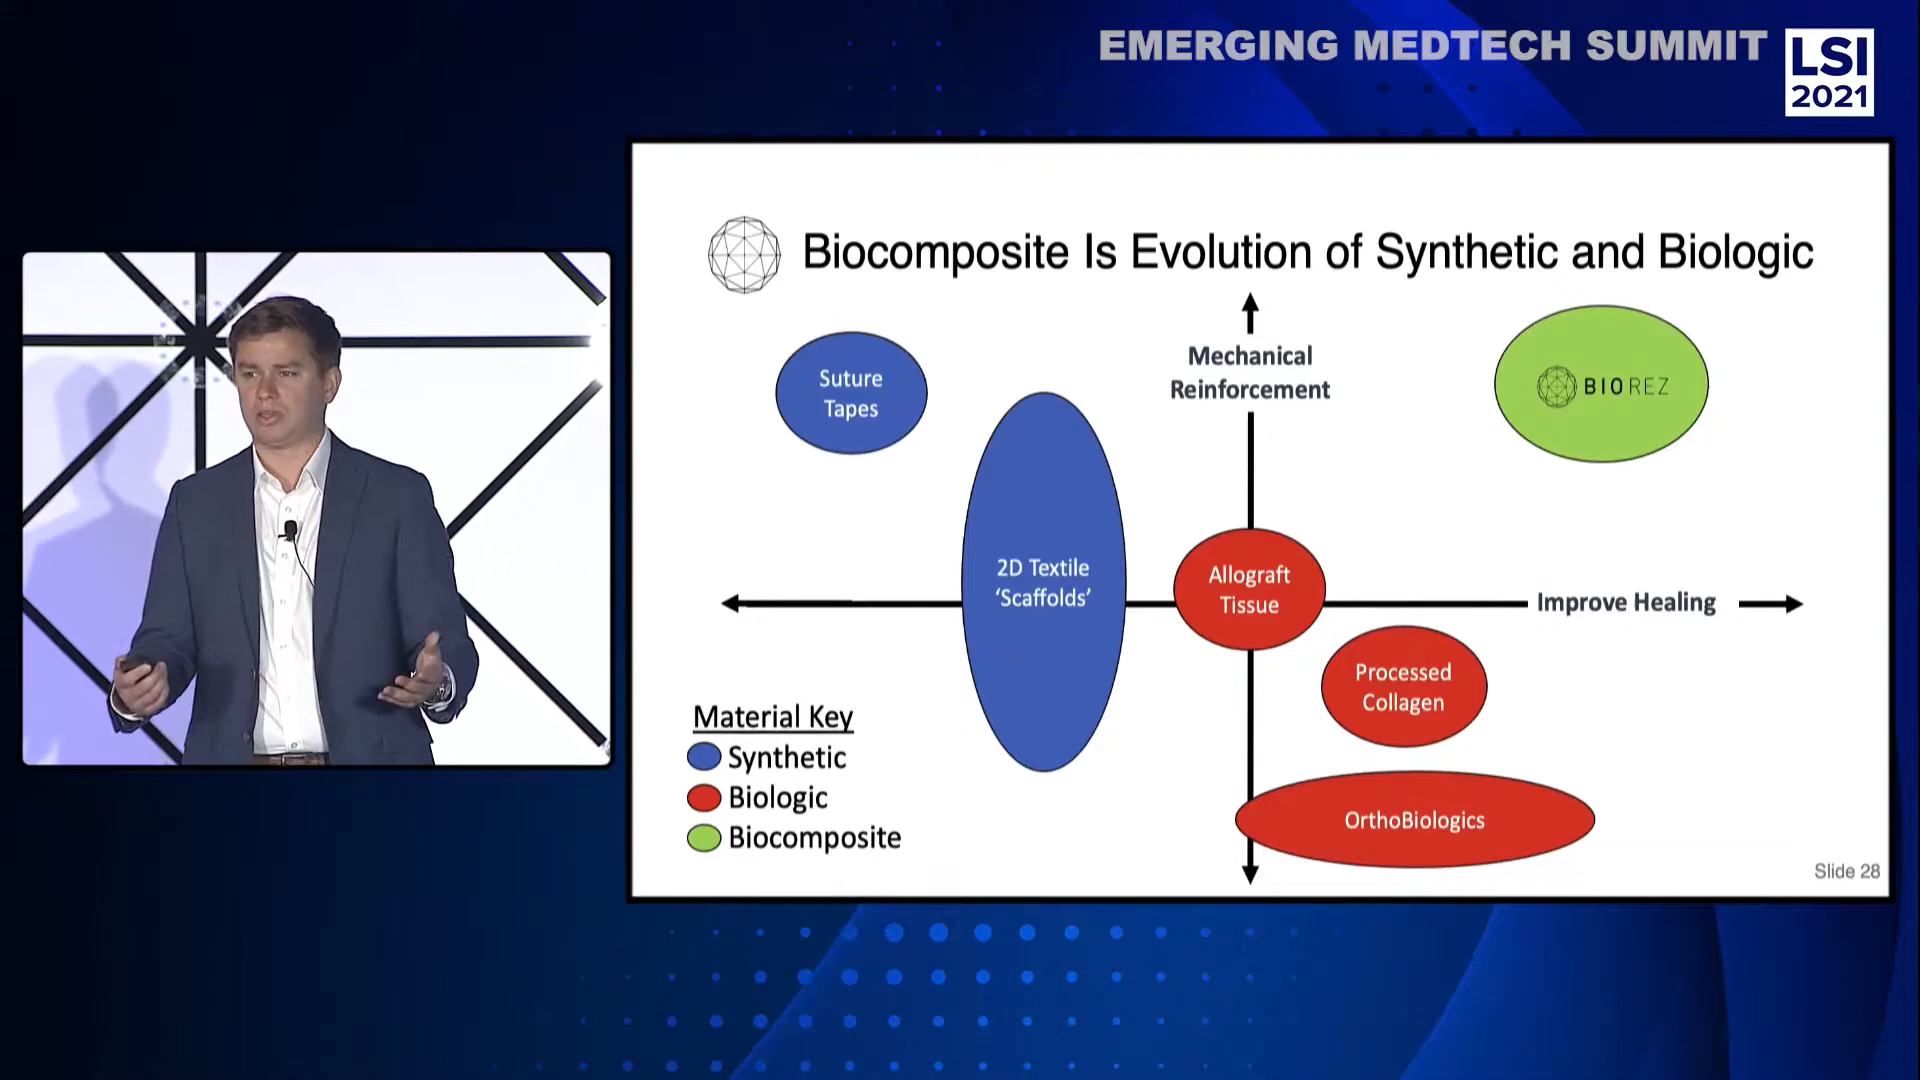 EMERGING MEDTECH SUMMIT
LSI
2021
Biocomposite Is Evolution of Synthetic and Biologic
Mechanical
Reinforcement
Suture
Tapes
BIOREZ
2D Textile
‘Scaffolds’
Allograft
Tissue
Improve Healing
Processed
Collagen
OrthoBiologics
Material Key
Synthetic
Biologic
Biocomposite
Slide 28